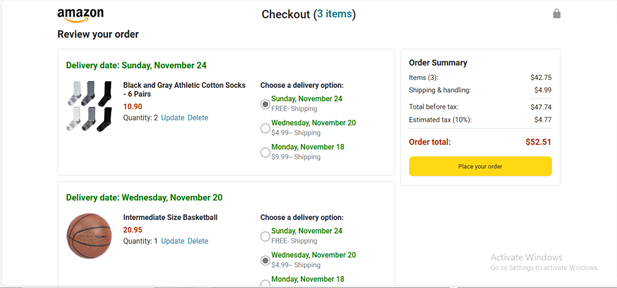 amazon
Checkout (3 items)
Review your order
Delivery date: Sunday, November 24
Black and Gray Athletic Cotton Socks
- 6 Pairs
10.90
Quantity: 2 Update Delete
Choose a delivery option:
Sunday, November 24
FREE- Shipping
Wednesday, November 20
$4.99– Shipping
Monday, November 18
$9.99– Shipping
Delivery date: Wednesday, November 20
Intermediate Size Basketball
20.95
Quantity: 1 Update Delete
Choose a delivery option:
Sunday, November 24
FREE- Shipping
Wednesday, November 20
$4.99– Shipping
Monday, November 18
Order Summary
Items (3): $42.75
Shipping & handling: $4.99
Total before tax: $47.74
Estimated tax (10%): $4.77
Order total: $52.51
Place your order
Activate Windows
Go to Settings to activate Windows.